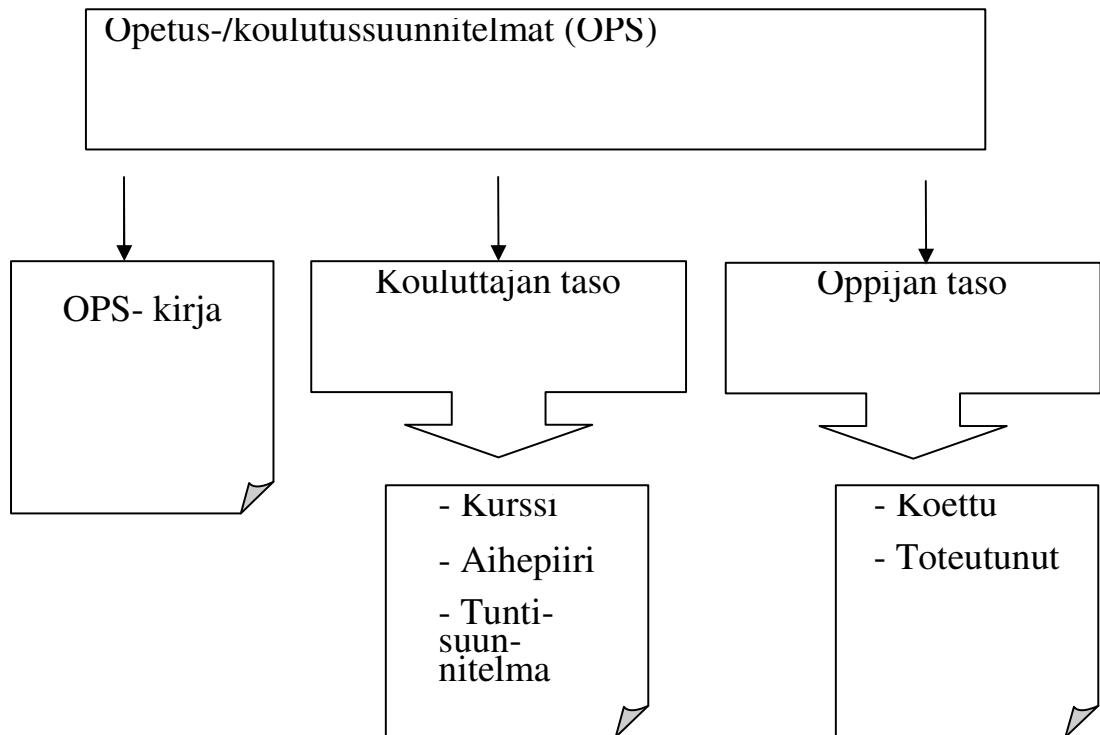 Opetus-/koulutussuunnitelmat (OPS)
OPS- kirja
Kouluttajan taso
Oppijan taso
- Kurssi
- Aihepiiri
- Tunti-
suun-
nitelma
- Koettu
- Toteutunut